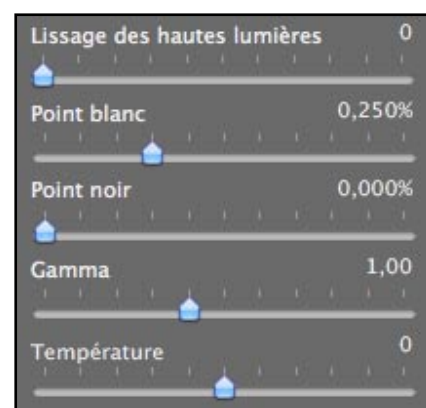 Lissage des hautes lumières 0
Point blanc 0,250%
Point noir 0,000%
Gamma 1,00
Température 0